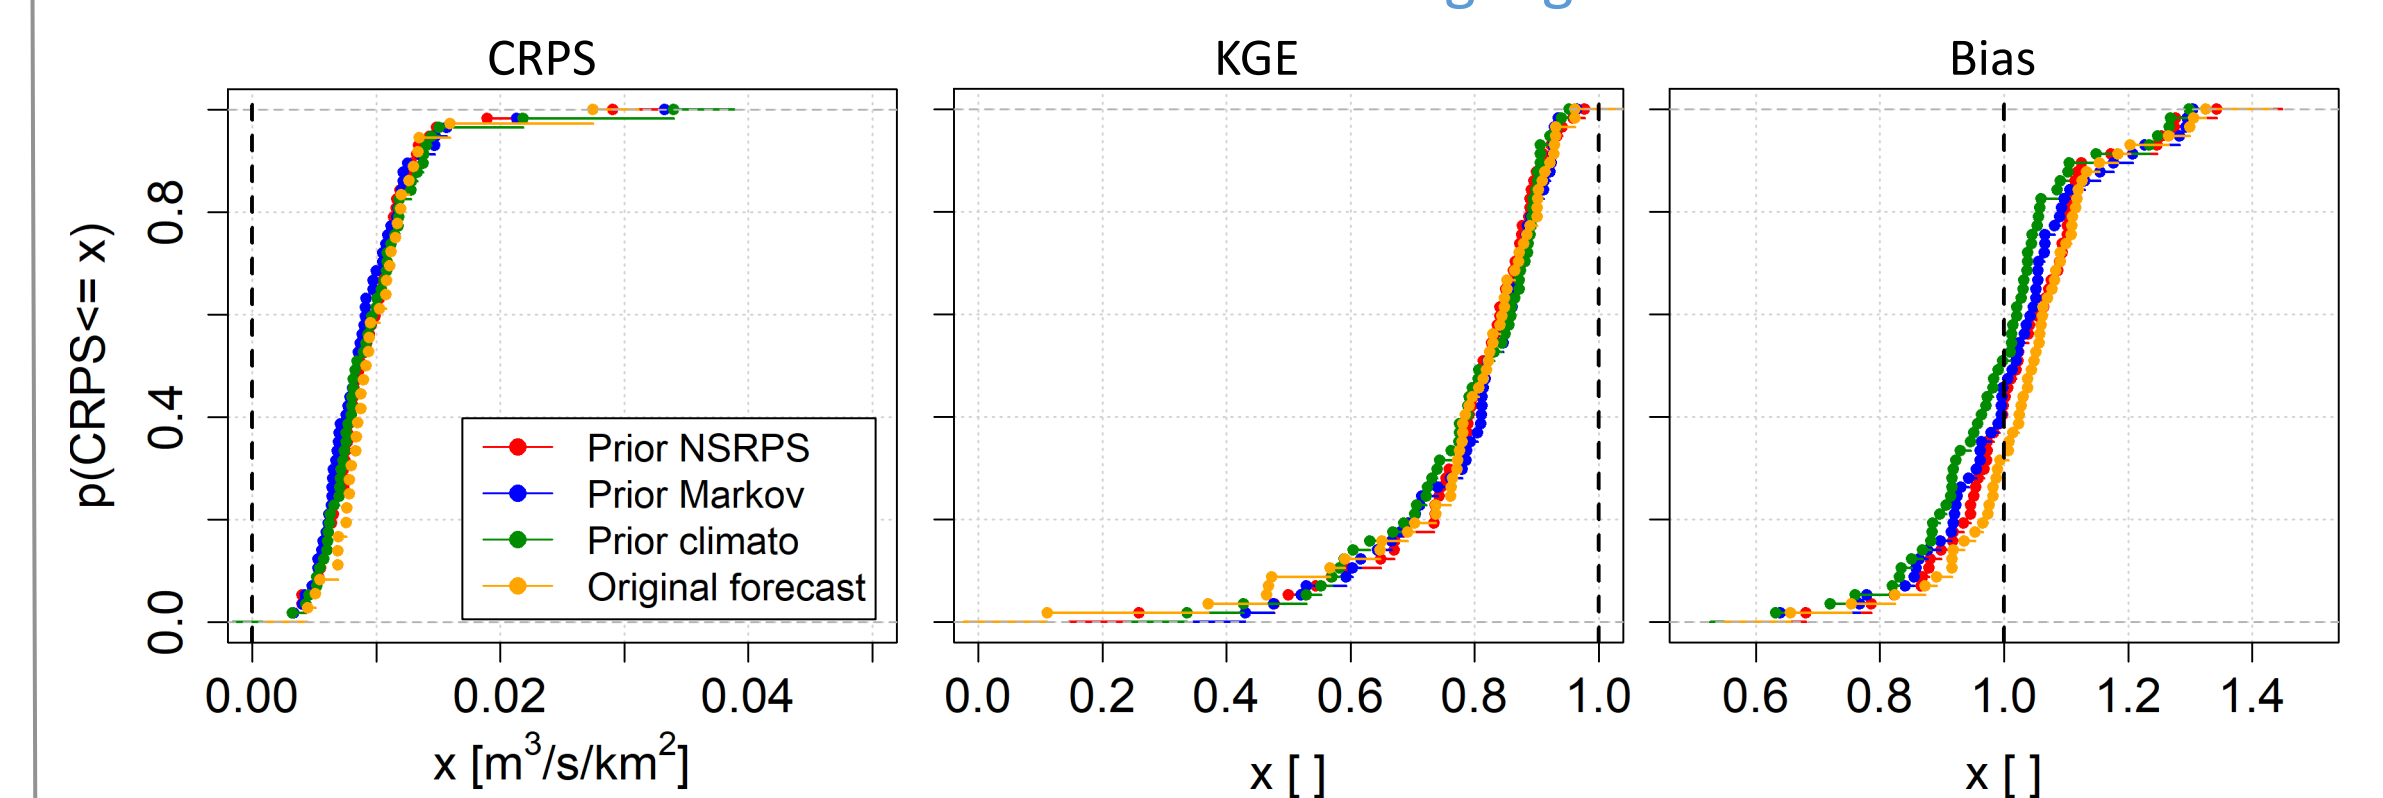 CRPS
KGE
Bias
p(CRPS<= x)
0.0
0.4
0.8
Prior NSRPS
Prior Markov
Prior climato
Original forecast
0.00 0.02 0.04
x [m³/s/km²]
0.0 0.2 0.4 0.6 0.8 1.0
x [ ]
0.6 0.8 1.0 1.2 1.4
x [ ]